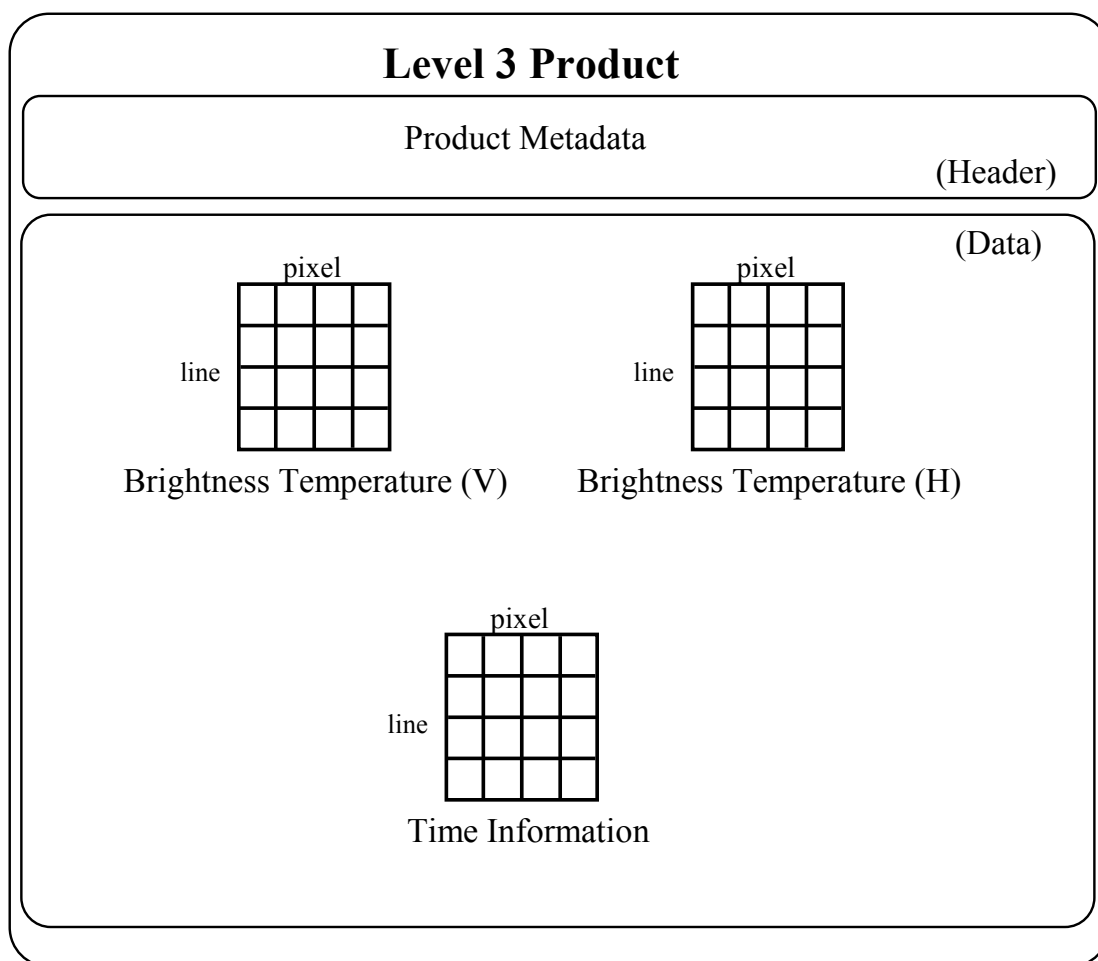 Level 3 Product
Product Metadata
(Header)
(Data)
pixel
line
Brightness Temperature (V)
pixel
line
Brightness Temperature (H)
pixel
line
Time Information